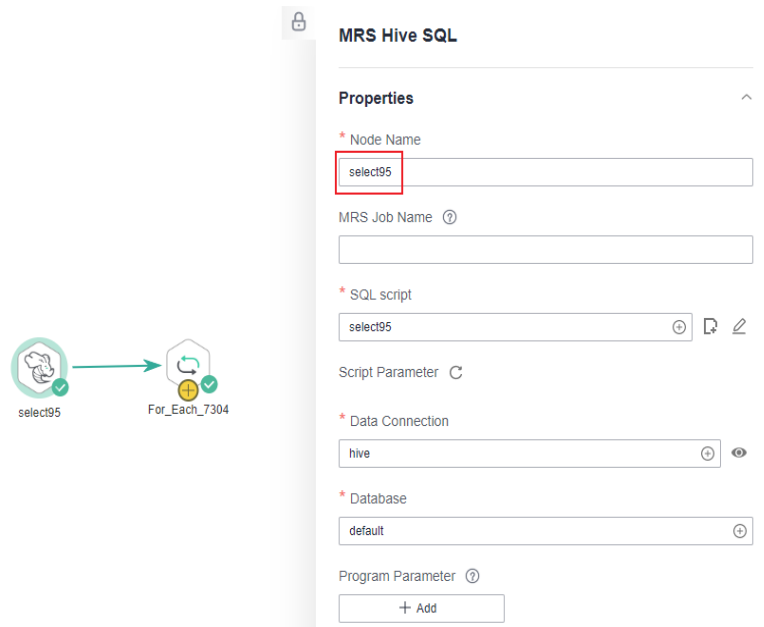 MRS Hive SQL
Properties
* Node Name
select95
MRS Job Name ?
* SQL script
select95
Script Parameter
* Data Connection
hive
* Database
default
Program Parameter ?
+ Add
select95
For_Each_7304